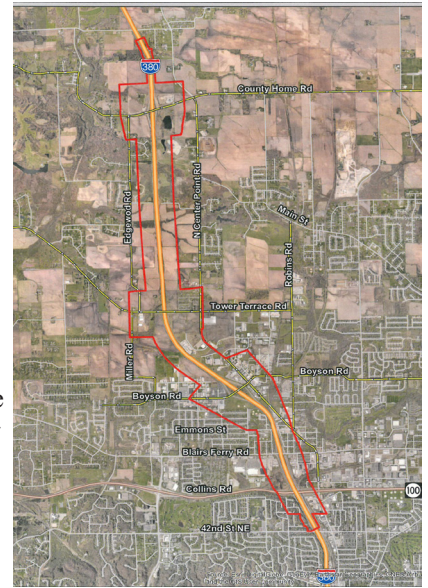 380
County Home Rd
Edgewood Rd
N Center Point Rd
Main St
Robins Rd
Tower Terrace Rd
Miller Rd
Boyson Rd
Boyson Rd
Emmons St
Blairs Ferry Rd
Collins Rd
100
42nd St NE
380